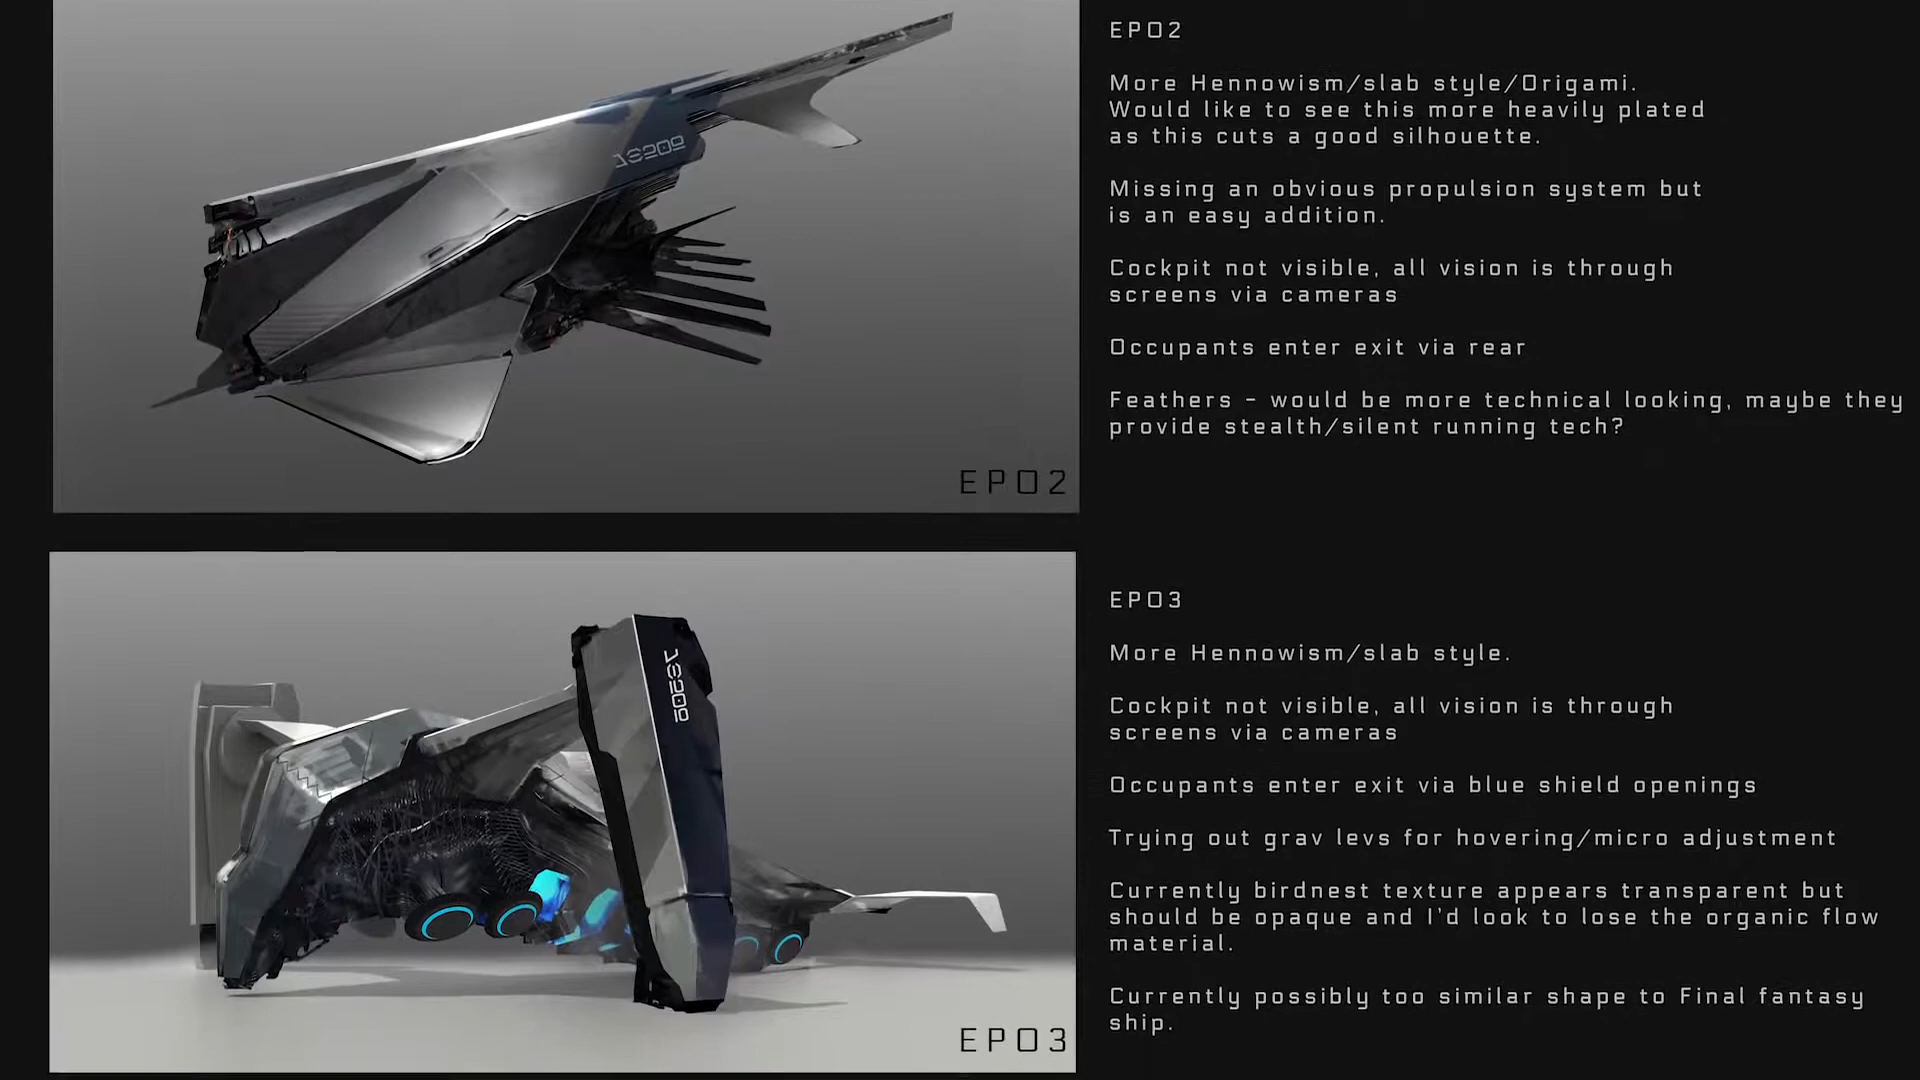 EP02
More Hennowism/slab style/Origami.
Would like to see this more heavily plated
as this cuts a good silhouette.
Missing an obvious propulsion system but
is an easy addition.
Cockpit not visible, all vision is through
screens via cameras
Occupants enter exit via rear
Feathers - would be more technical looking, maybe they
provide stealth/silent running tech?
EP02
EP03
More Hennowism/slab style.
Cockpit not visible, all vision is through
screens via cameras
Occupants enter exit via blue shield openings
Trying out grav levs for hovering/micro adjustment
Currently birdnest texture appears transparent but
should be opaque and I'd look to lose the organic flow
material.
Currently possibly too similar shape to Final fantasy
ship.
EP03